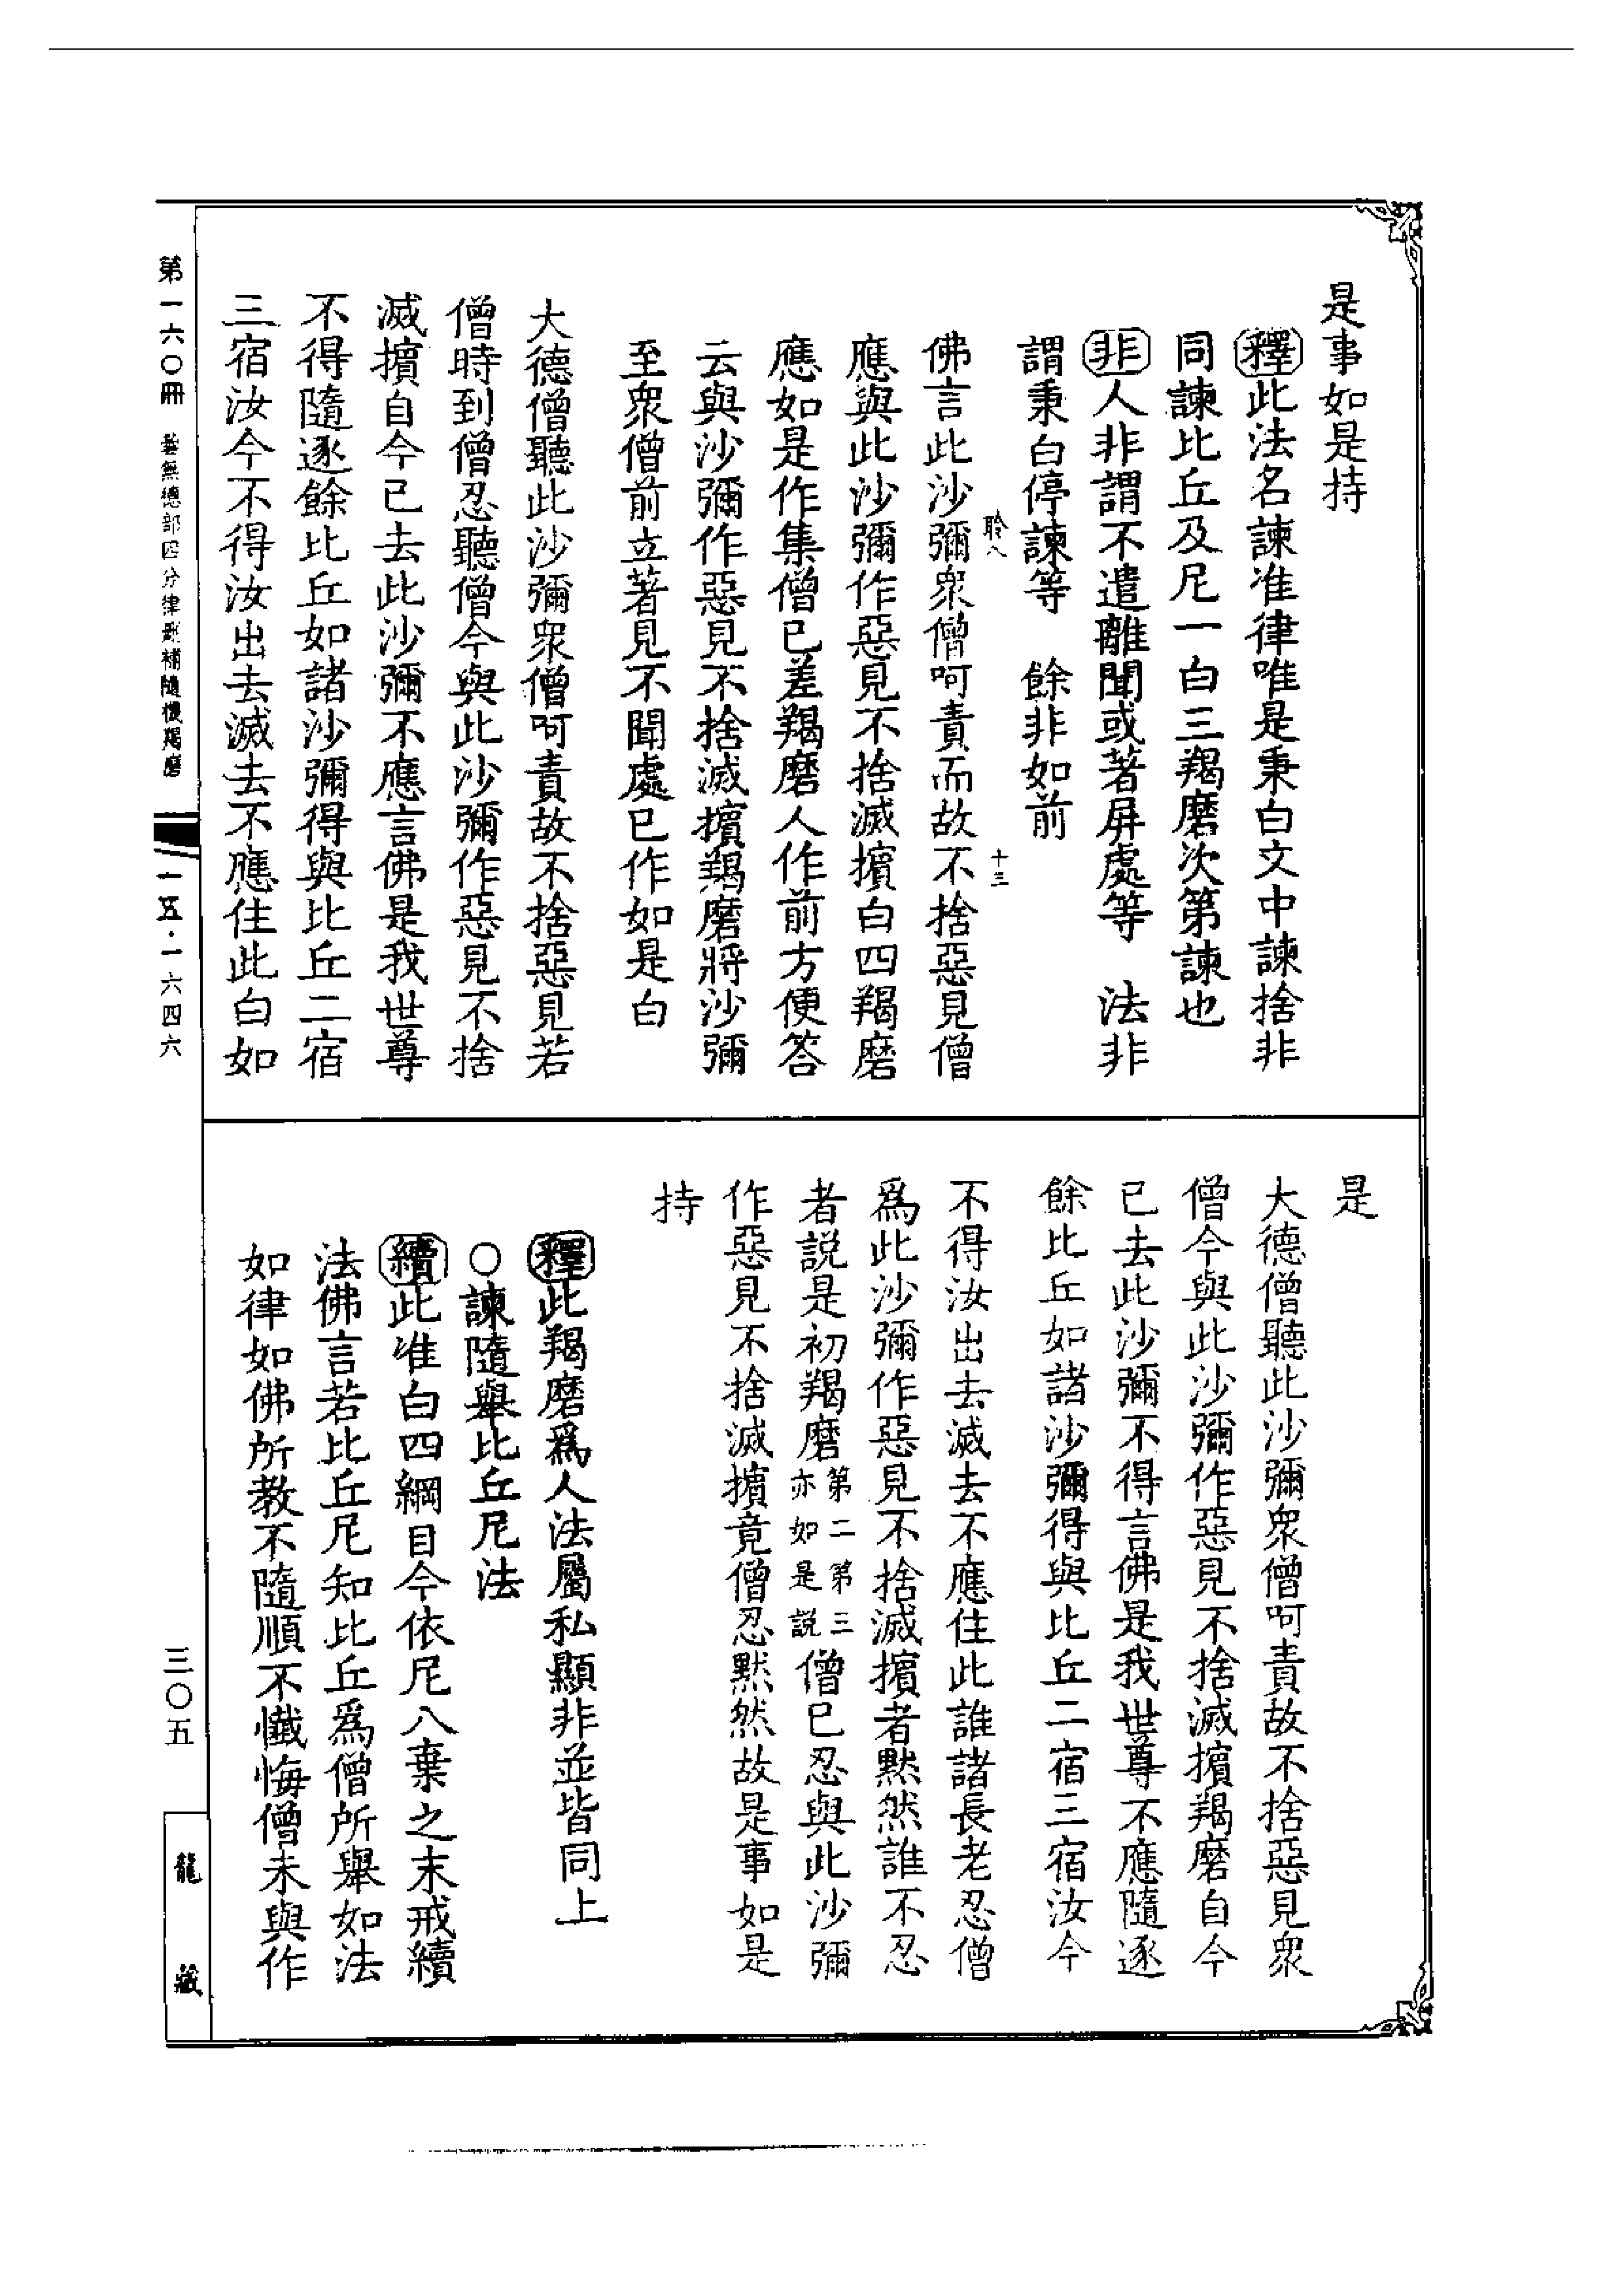 是事如是持
釋此法名諫准律唯是秉白文中諫捨非
同諫比丘及尼一白三羯磨次第諫也
非人非謂不遣離聞或著屏處等　法非
謂秉白停諫等　餘非如前
聆八
十三
佛言此沙彌眾僧呵責而故不捨惡見僧
應與此沙彌作惡見不捨滅擯白四羯磨
應如是作集僧已差羯磨人作前方便答
云與沙彌作惡見不捨滅擯羯磨將沙彌
至眾僧前立著見不聞處已作如是白
大德僧聽此沙彌眾僧呵責故不捨惡見若
僧時到僧忍聽僧今與此沙彌作惡見不捨
滅擯自今已去此沙彌不應言佛是我世尊
不得隨逐餘比丘如諸沙彌得與比丘二宿
三宿汝今不得汝出去滅去不應住此白如
是
大德僧聽此沙彌眾僧呵責故不捨惡見眾
僧今與此沙彌作惡見不捨滅擯羯磨自今
已去此沙彌不得言佛是我世尊不應隨逐
餘比丘如諸沙彌得與比丘二宿三宿汝今
不得汝出去滅去不應住此誰諸長老忍僧
為此沙彌作惡見不捨滅擯者默然誰不忍
者說是初羯磨第二第三亦如是說僧已忍與此沙彌
作惡見不捨滅擯竟僧忍默然故是事如是
持
釋此羯磨為人法屬私顯非並皆同上
○諫隨舉比丘尼法
續此准白四綱目今依尼八棄之末戒續
法佛言若比丘尼知比丘為僧所舉如法
如律如佛所教不隨順不懺悔僧未與作
第一六〇冊　曇無德部四分律刪補隨機羯磨
一五·一六四六
三〇五
龍藏